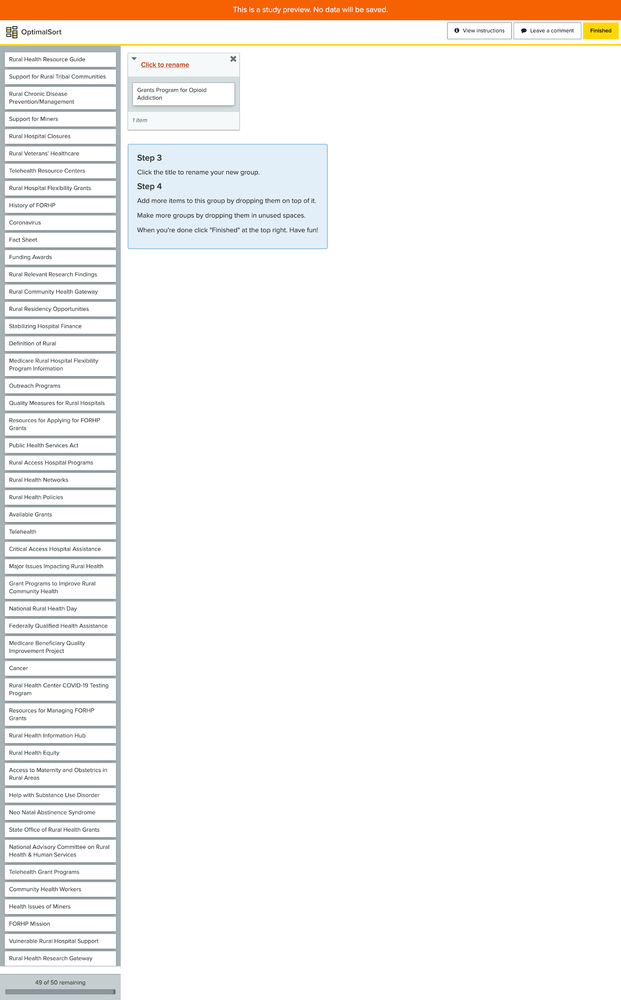 This is a study preview. No data will be saved.
OptimalSort
View instructions
Leave a comment
Finished
Rural Health Resource Guide
Support for Rural Tribal Communities
Rural Chronic Disease
Prevention/Management
Support for Miners
Rural Hospital Closures
Rural Veterans’ Healthcare
Telehealth Resource Centers
Rural Hospital Flexibility Grants
History of FORHP
Coronavirus
Fact Sheet
Funding Awards
Rural Relevant Research Findings
Rural Community Health Gateway
Rural Residency Opportunities
Stabilizing Hospital Finance
Definition of Rural
Medicare Rural Hospital Flexibility
Program Information
Outreach Programs
Quality Measures for Rural Hospitals
Resources for Applying for FORHP
Grants
Public Health Services Act
Rural Access Hospital Programs
Rural Health Networks
Rural Health Policies
Available Grants
Telehealth
Critical Access Hospital Assistance
Major Issues Impacting Rural Health
Grant Programs to Improve Rural
Community Health
National Rural Health Day
Federally Qualified Health Assistance
Medicare Beneficiary Quality
Improvement Project
Cancer
Rural Health Center COVID-19 Testing
Program
Resources for Managing FORHP
Grants
Rural Health Information Hub
Rural Health Equity
Access to Maternity and Obstetrics in
Rural Areas
Help with Substance Use Disorder
Neo Natal Abstinence Syndrome
State Office of Rural Health Grants
National Advisory Committee on Rural
Health & Human Services
Telehealth Grant Programs
Community Health Workers
Health Issues of Miners
FORHP Mission
Vulnerable Rural Hospital Support
Rural Health Research Gateway
49 of 50 remaining
Click to rename
Grants Program for Opioid
Addiction
1 item
Step 3
Click the title to rename your new group.
Step 4
Add more items to this group by dropping them on top of it.
Make more groups by dropping them in unused spaces.
When you're done click "Finished" at the top right. Have fun!